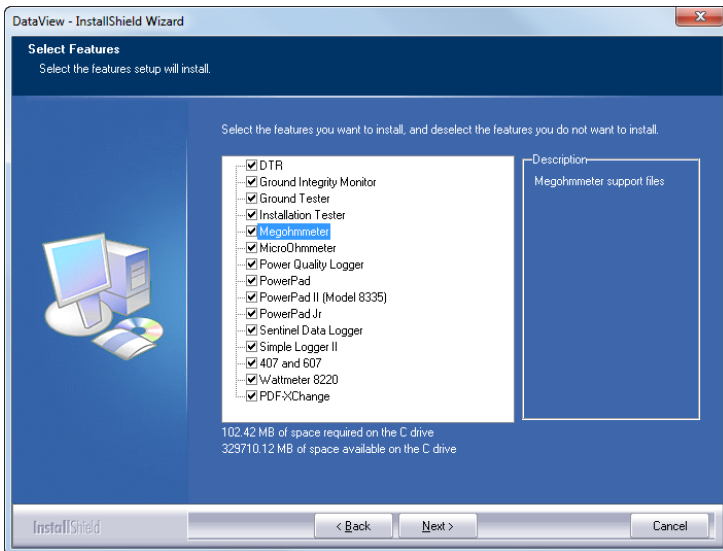 DataView - InstallShield Wizard
Select Features
Select the features setup will install.
Select the features you want to install, and deselect the features you do not want to install.
DTR
Ground Integrity Monitor
Ground Tester
Installation Tester
Megohmmeter
MicroOhmmeter
Power Quality Logger
PowerPad
PowerPad II (Model 8335)
PowerPad Jr
Sentinel Data Logger
Simple Logger II
407 and 607
Wattmeter 8220
PDF-XChange
Description
Megohmmeter support files
102.42 MB of space required on the C drive
329710.12 MB of space available on the C drive
InstallShield
< Back
Next >
Cancel